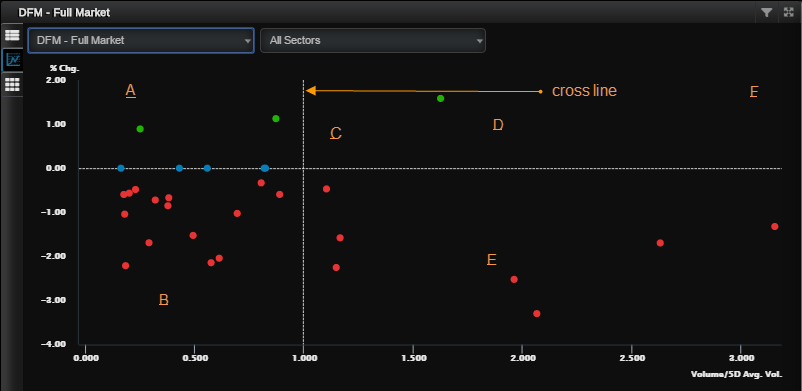 DFM - Full Market
DFM - Full Market
All Sectors
% Chg.
2.00
A
cross line
F
1.00
C
D
0.00
-1.00
-2.00
E
-3.00
B
-4.00
0.000
0.500
1.000
1.500
2.000
2.500
3.000
Volume/5D Avg. Vol.